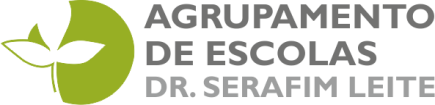 AGRUPAMENTO
DE ESCOLAS
DR. SERAFIM LEITE